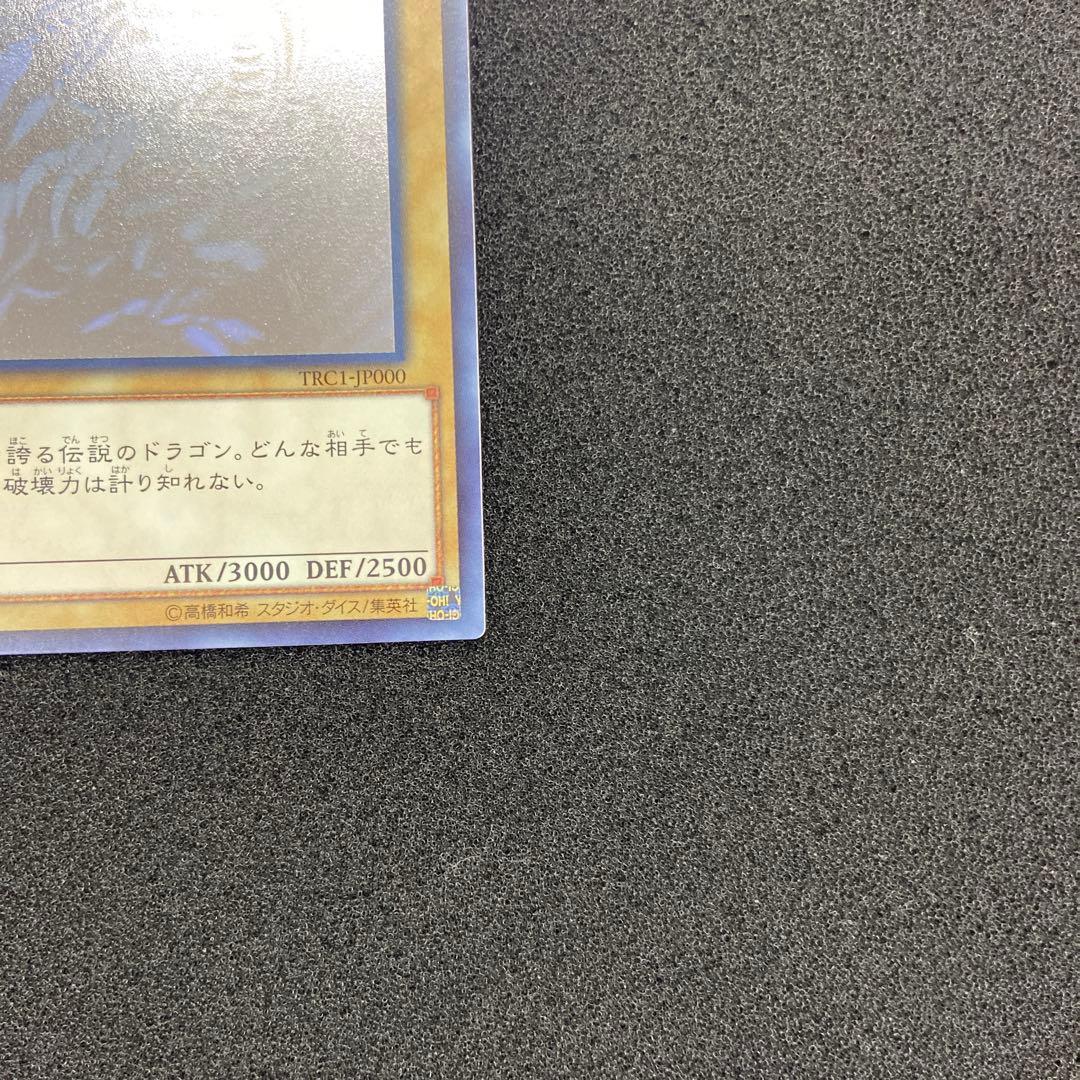 TRC1-JP000
誇る伝説のドラゴン。どんな相手でも
破壊力は計り知れない。
ATK/3000 DEF/2500
©高橋和希 スタジオ・ダイス/集英社